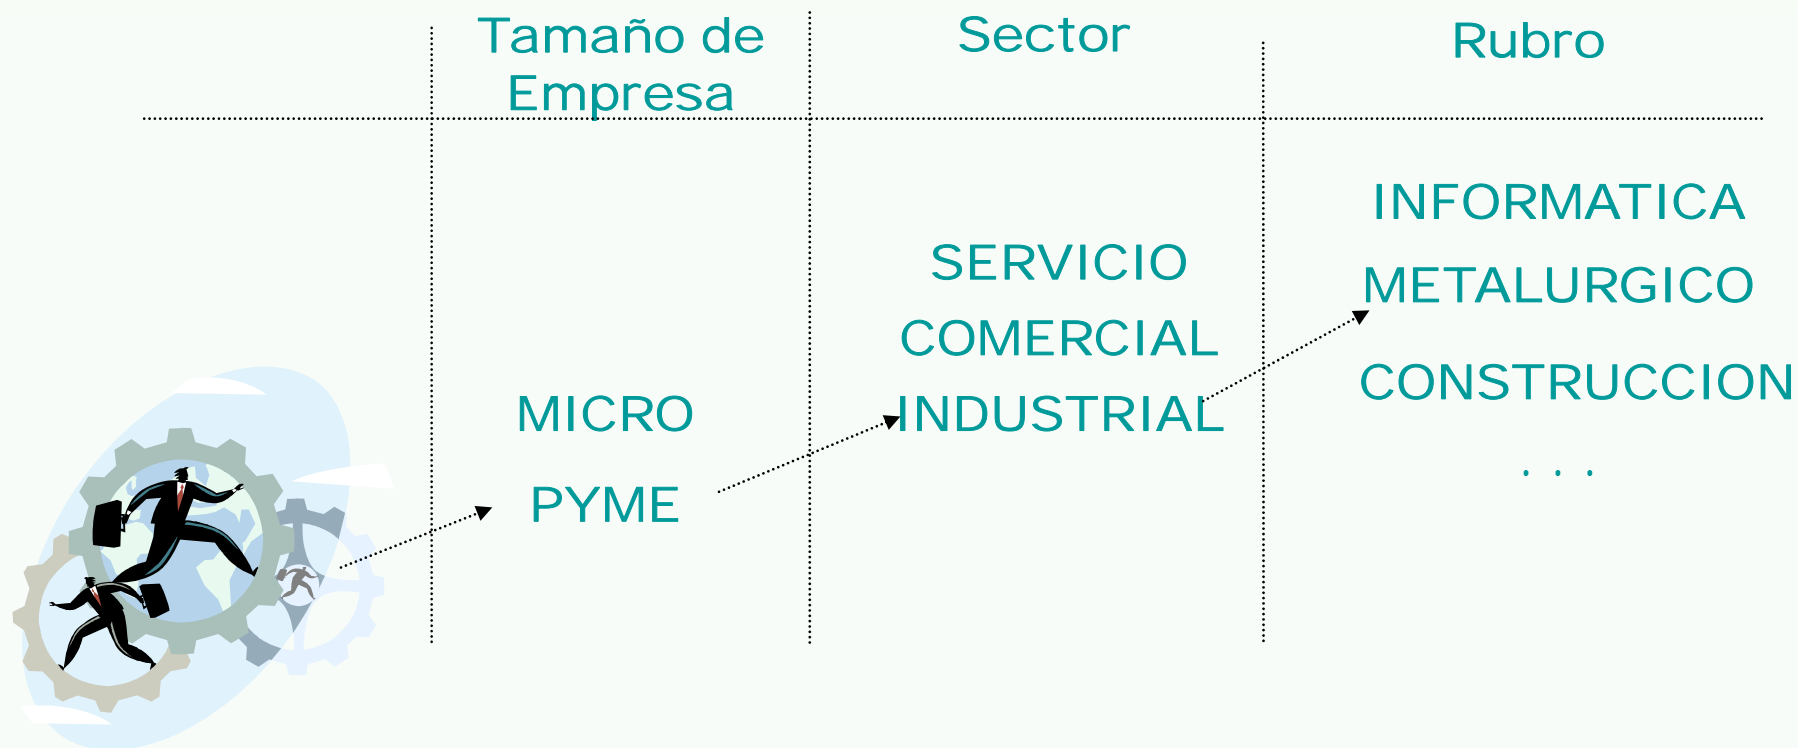 Tamaño de
Empresa
Sector
Rubro
MICRO
PYME
SERVICIO
COMERCIAL
INDUSTRIAL
INFORMATICA
METALURGICO
CONSTRUCCION
. . .